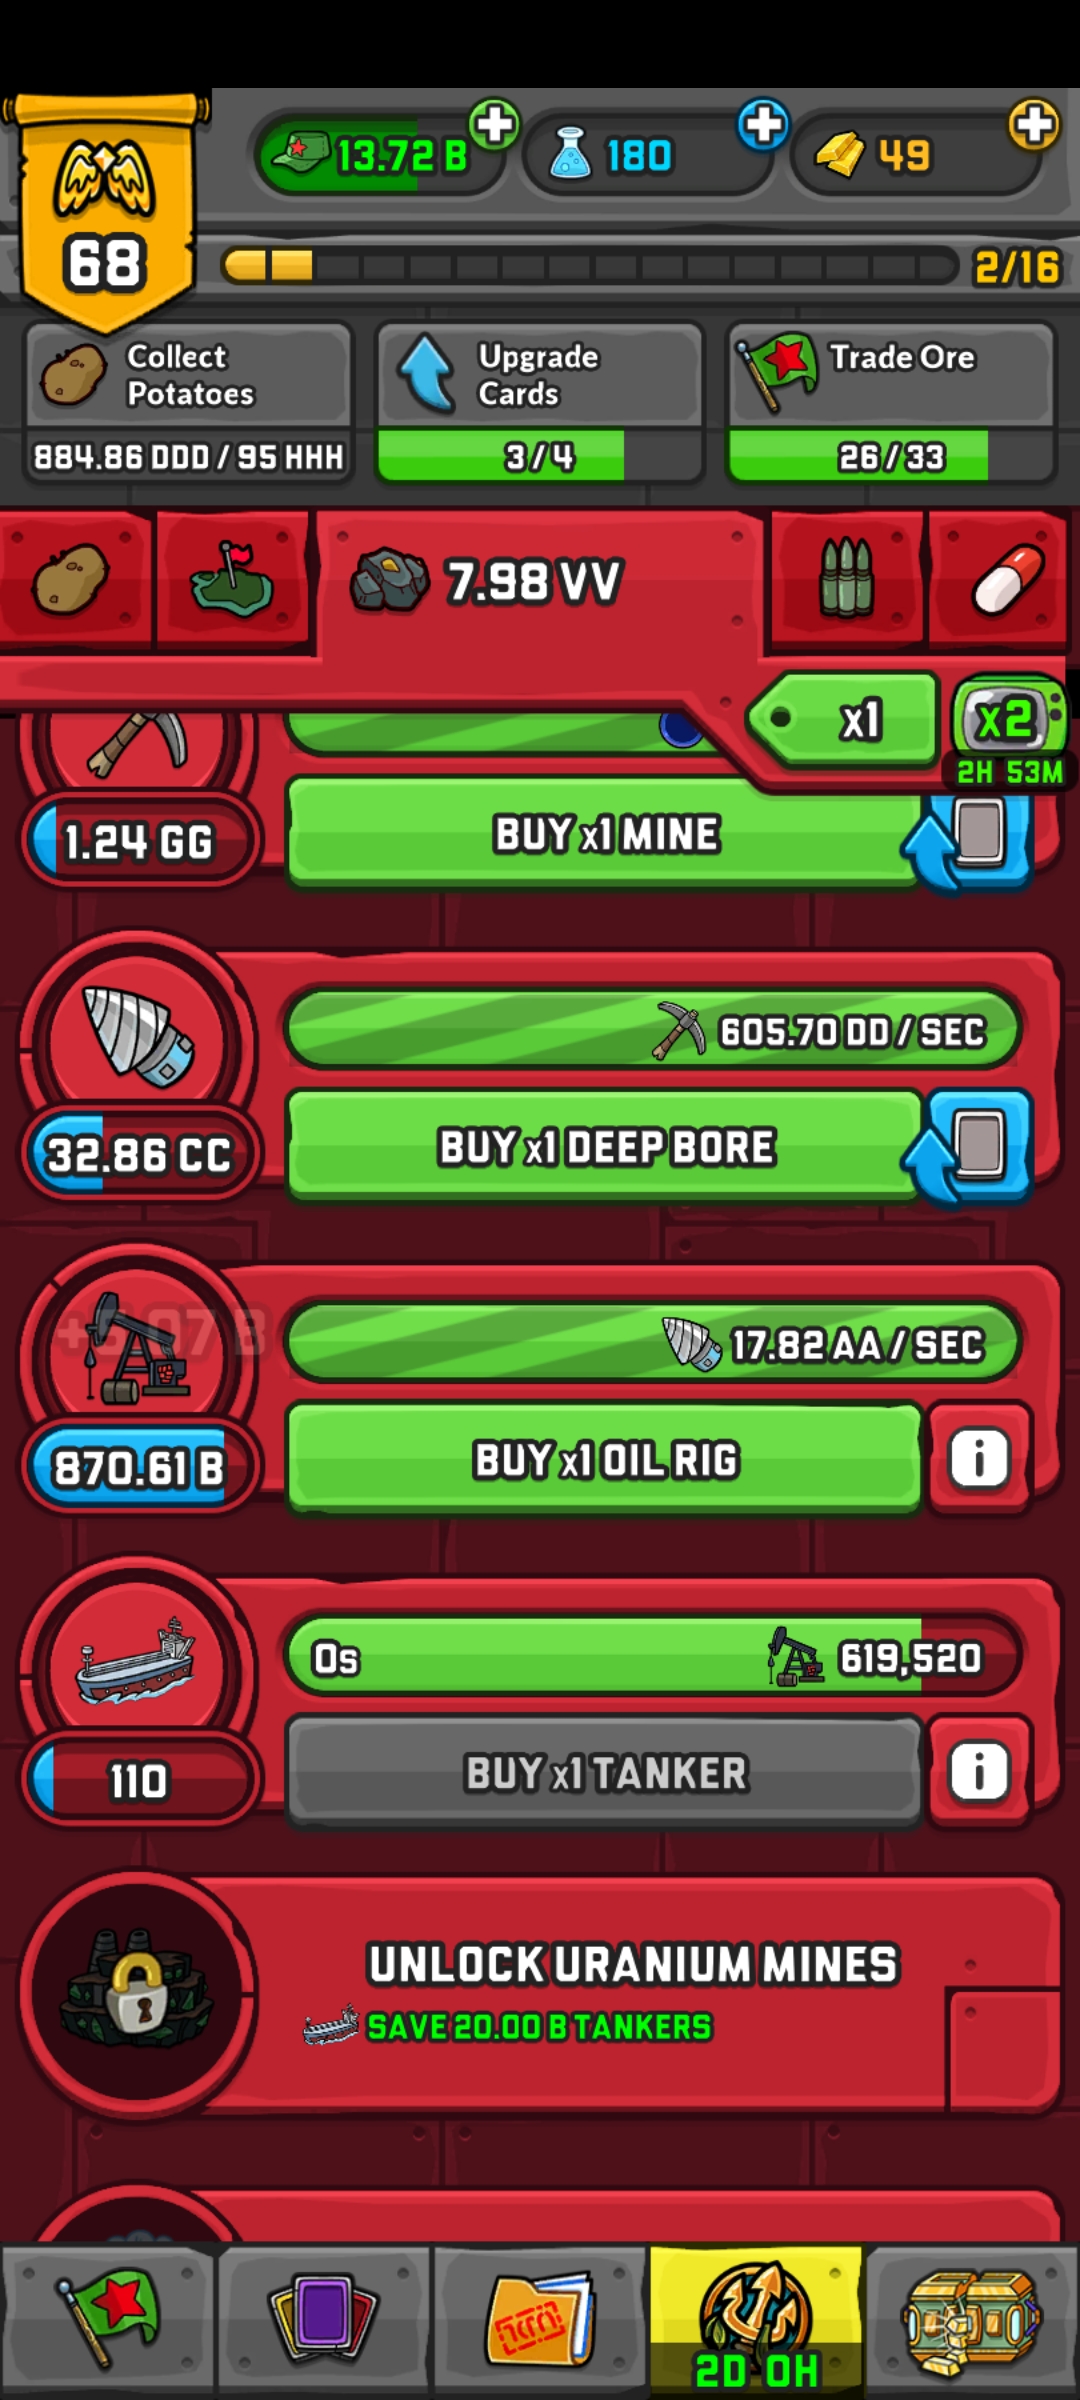 13.72 B
180
49
68
2/16
Collect
Potatoes
884.86 DDD / 95 HHH
Upgrade
Cards
3/4
Trade Ore
26/33
7.98 VV
x1
x2
2H 53M
1.24 GG
BUY x1 MINE
605.70 DD / SEC
32.86 CC
BUY x1 DEEP BORE
+6.07 B
17.82 AA / SEC
870.61 B
BUY x1 OIL RIG
i
0s
619,520
110
BUY x1 TANKER
i
UNLOCK URANIUM MINES
SAVE 20.00 B TANKERS
2D 0H